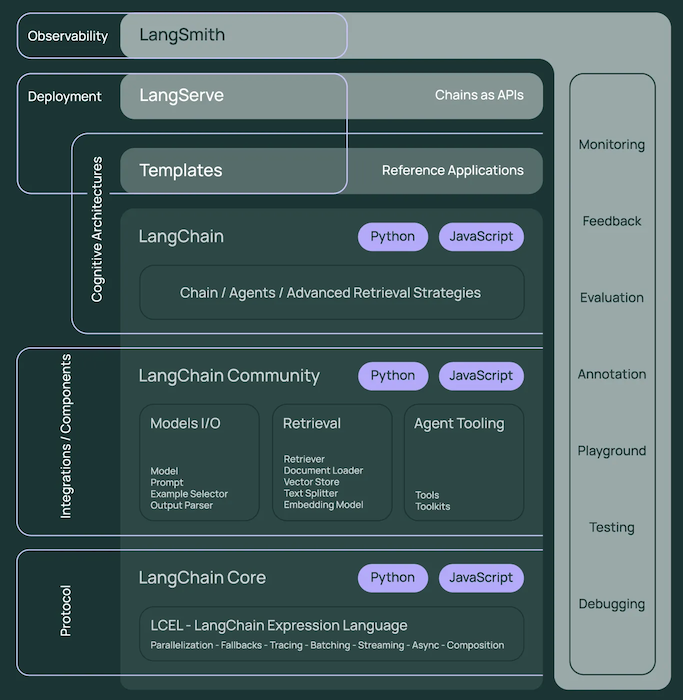 Observability
LangSmith
Deployment
LangServe
Chains as APIs
Cognitive Architectures
Templates
Reference Applications
LangChain
Python
JavaScript
Chain / Agents / Advanced Retrieval Strategies
Integrations / Components
LangChain Community
Python
JavaScript
Models I/O
Model
Prompt
Example Selector
Output Parser
Retrieval
Retriever
Document Loader
Vector Store
Text Splitter
Embedding Model
Agent Tooling
Tools
Toolkits
Protocol
LangChain Core
Python
JavaScript
LCEL - LangChain Expression Language
Parallelization - Fallbacks - Tracing - Batching - Streaming - Async - Composition
Monitoring
Feedback
Evaluation
Annotation
Playground
Testing
Debugging